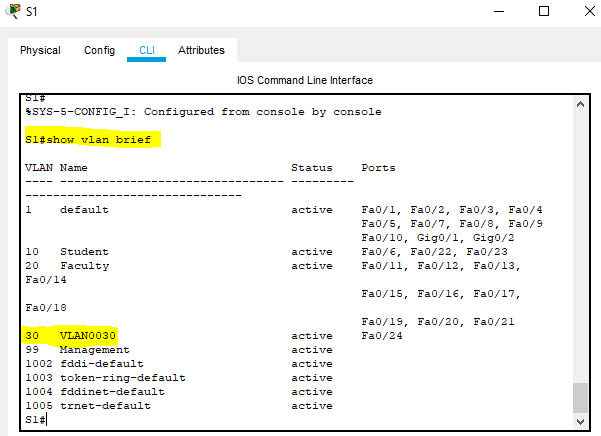 S1
Physical Config CLI Attributes
IOS Command Line Interface
S1#
%SYS-5-CONFIG_I: Configured from console by console
S1#show vlan brief
VLAN Name                             Status    Ports
---- -------------------------------- ---------
-------------------------------
1    default                          active    Fa0/1, Fa0/2, Fa0/3, Fa0/4
                                                Fa0/5, Fa0/7, Fa0/8, Fa0/9
                                                Fa0/10, Gig0/1, Gig0/2
10   Student                          active    Fa0/6, Fa0/22, Fa0/23
20   Faculty                          active    Fa0/11, Fa0/12, Fa0/13,
Fa0/14
                                                Fa0/15, Fa0/16, Fa0/17,
Fa0/18
                                                Fa0/19, Fa0/20, Fa0/21
30   VLAN0030                         active    Fa0/24
99   Management                       active
1002 fddi-default                     active
1003 token-ring-default               active
1004 fddinet-default                  active
1005 trnet-default                    active
S1#